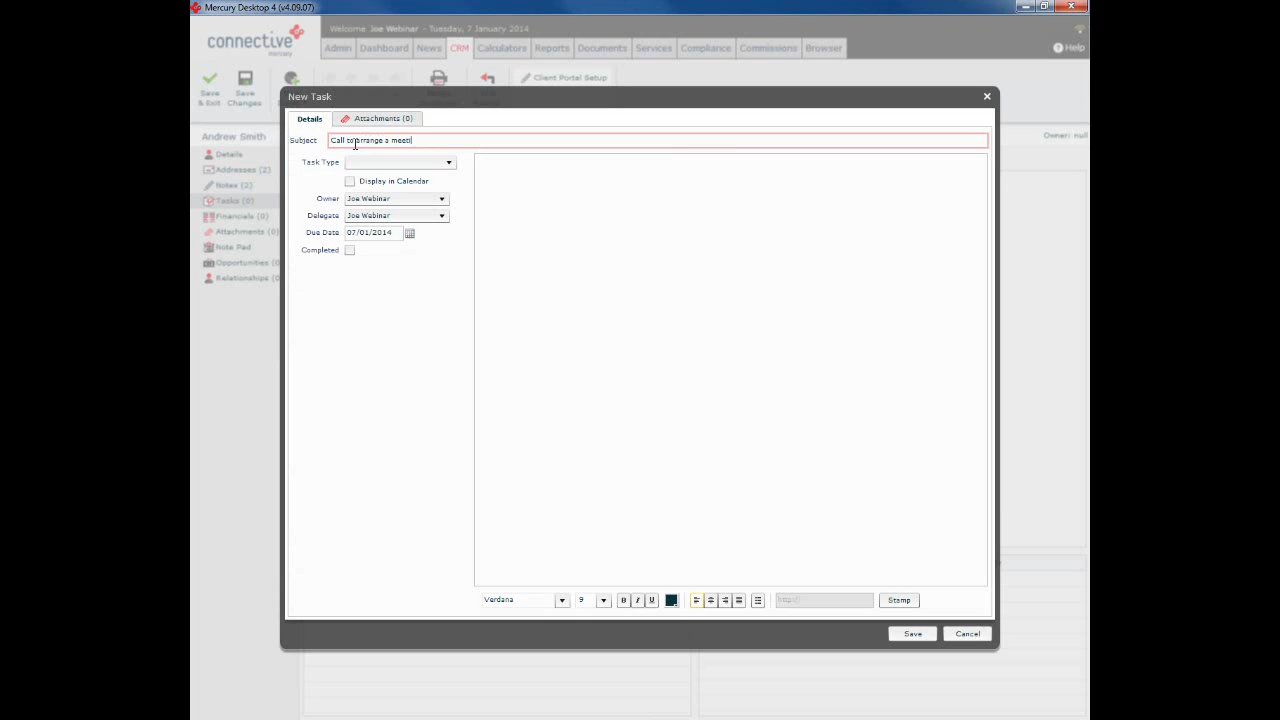 Mercury Desktop 4 (v4.09.07)
connective
mercury
Welcome Joe Webinar - Tuesday, 7 January 2014
Admin Dashboard News CRM Calculators Reports Documents Services Compliance Commissions Browser
Help
Save & Exit
Save Changes
Client Portal Setup
New Task
Details
Attachments (0)
Andrew Smith
Owner: null
Subject Call to arrange a meeti
Details
Addresses (2)
Notes (2)
Tasks (0)
Financials (0)
Attachments (0)
Note Pad
Opportunities (0
Relationships (0
Task Type
Display in Calendar
Owner Joe Webinar
Delegate Joe Webinar
Due Date 07/01/2014
Completed
Verdana 9 B I U http:// Stamp
Save Cancel